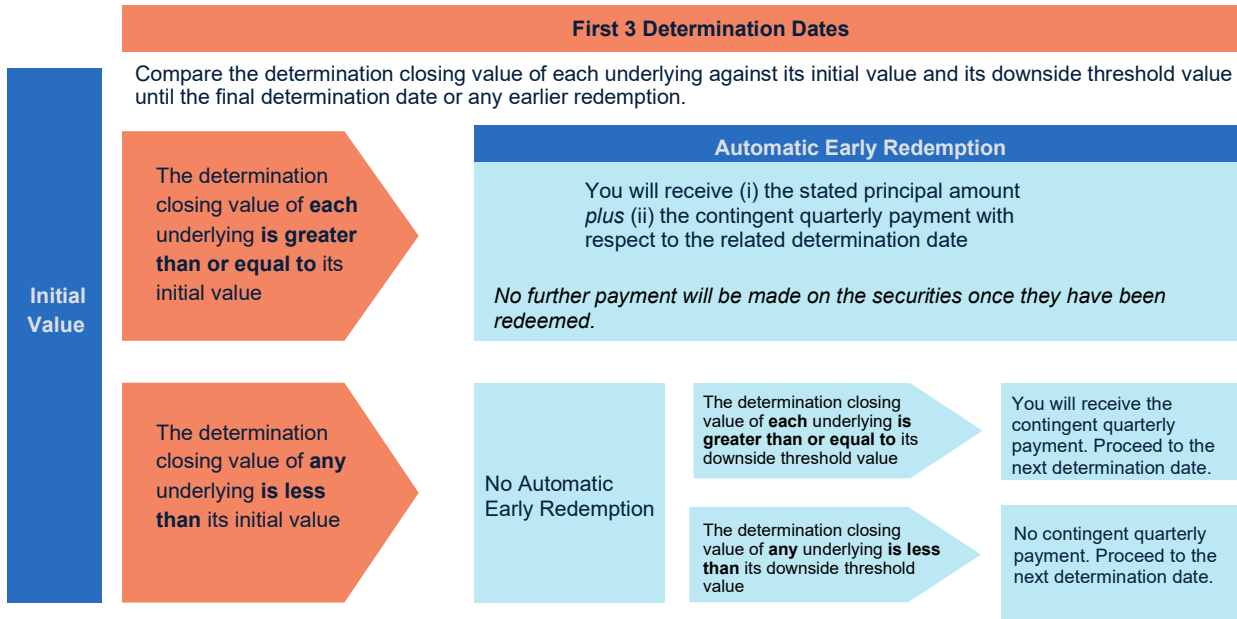 First 3 Determination Dates
Compare the determination closing value of each underlying against its initial value and its downside threshold value
until the final determination date or any earlier redemption.
Initial
Value
The determination
closing value of each
underlying is greater
than or equal to its
initial value
Automatic Early Redemption
You will receive (i) the stated principal amount
plus (ii) the contingent quarterly payment with
respect to the related determination date
No further payment will be made on the securities once they have been
redeemed.
The determination
closing value of any
underlying is less
than its initial value
No Automatic
Early Redemption
The determination closing
value of each underlying is
greater than or equal to its
downside threshold value
You will receive the
contingent quarterly
payment. Proceed to the
next determination date.
The determination closing
value of any underlying is less
than its downside threshold
value
No contingent quarterly
payment. Proceed to the
next determination date.